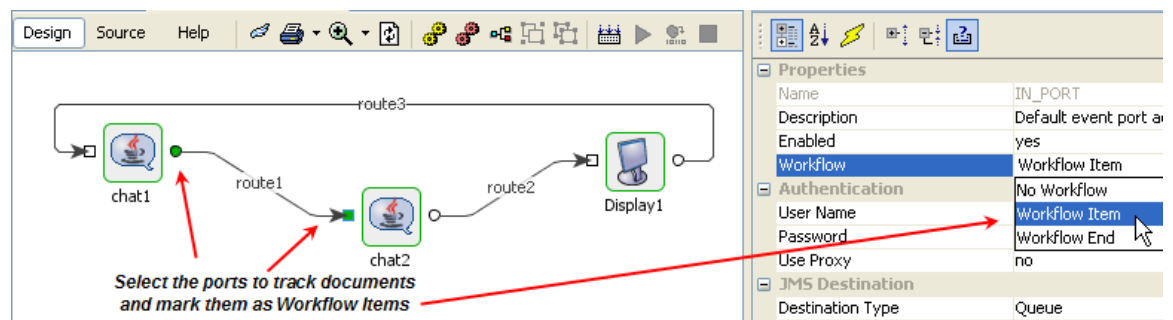 Design Source Help
route3
chat1
route1
chat2
route2
Display1
Select the ports to track documents
and mark them as Workflow Items
Properties
Name IN_PORT
Description Default event port a
Enabled yes
Workflow Workflow Item
No Workflow
Authentication
Workflow Item
User Name
Workflow End
Password
Use Proxy no
JMS Destination
Destination Type Queue